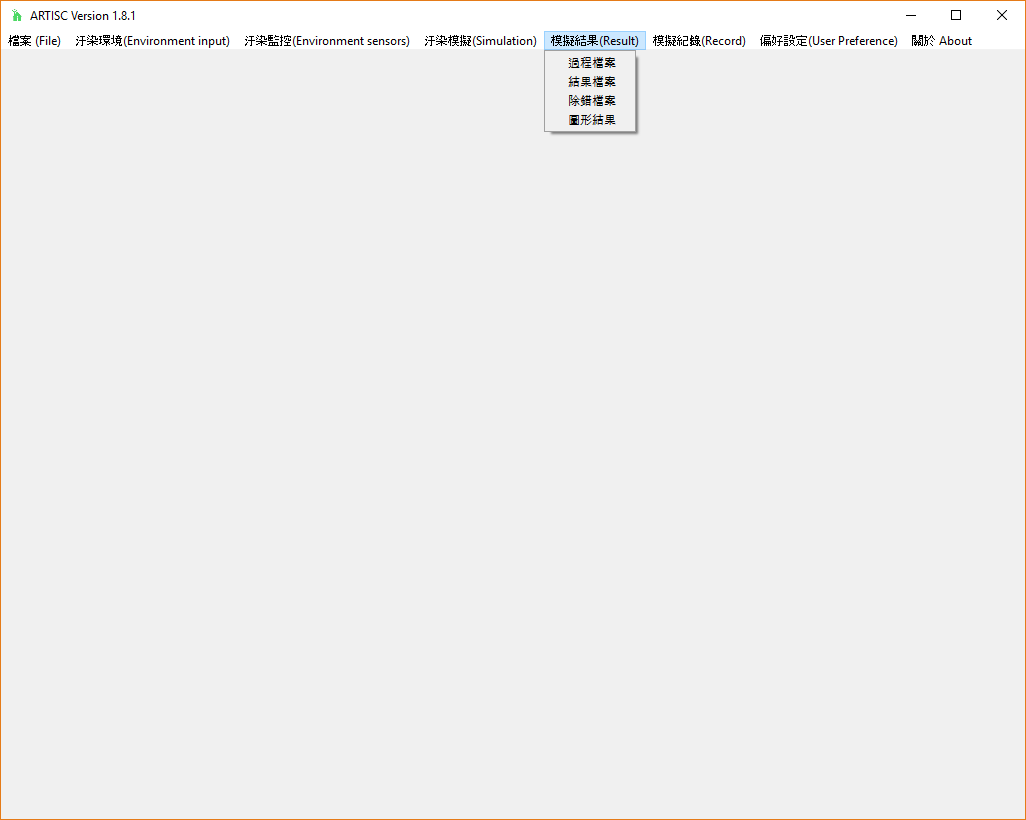 ARTISC Version 1.8.1
檔案 (File) 汙染環境(Environment input) 汙染監控(Environment sensors) 汙染模擬(Simulation) 模擬結果(Result) 模擬紀錄(Record) 偏好設定(User Preference) 關於 About
過程檔案
結果檔案
除錯檔案
圖形結果